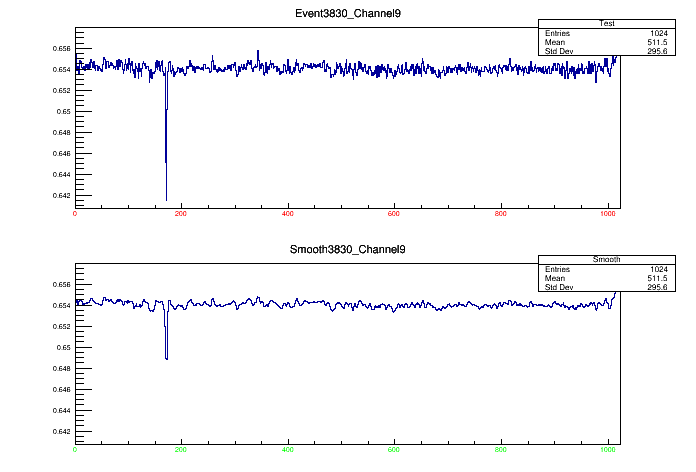 Event3830_Channel9
Test
Entries 1024
Mean 511.5
Std Dev 295.6
0.656
0.654
0.652
0.65
0.648
0.646
0.644
0.642
0 200 400 600 800 1000
Smooth3830_Channel9
Smooth
Entries 1024
Mean 511.5
Std Dev 295.6
0.656
0.654
0.652
0.65
0.648
0.646
0.644
0.642
0 200 400 600 800 1000